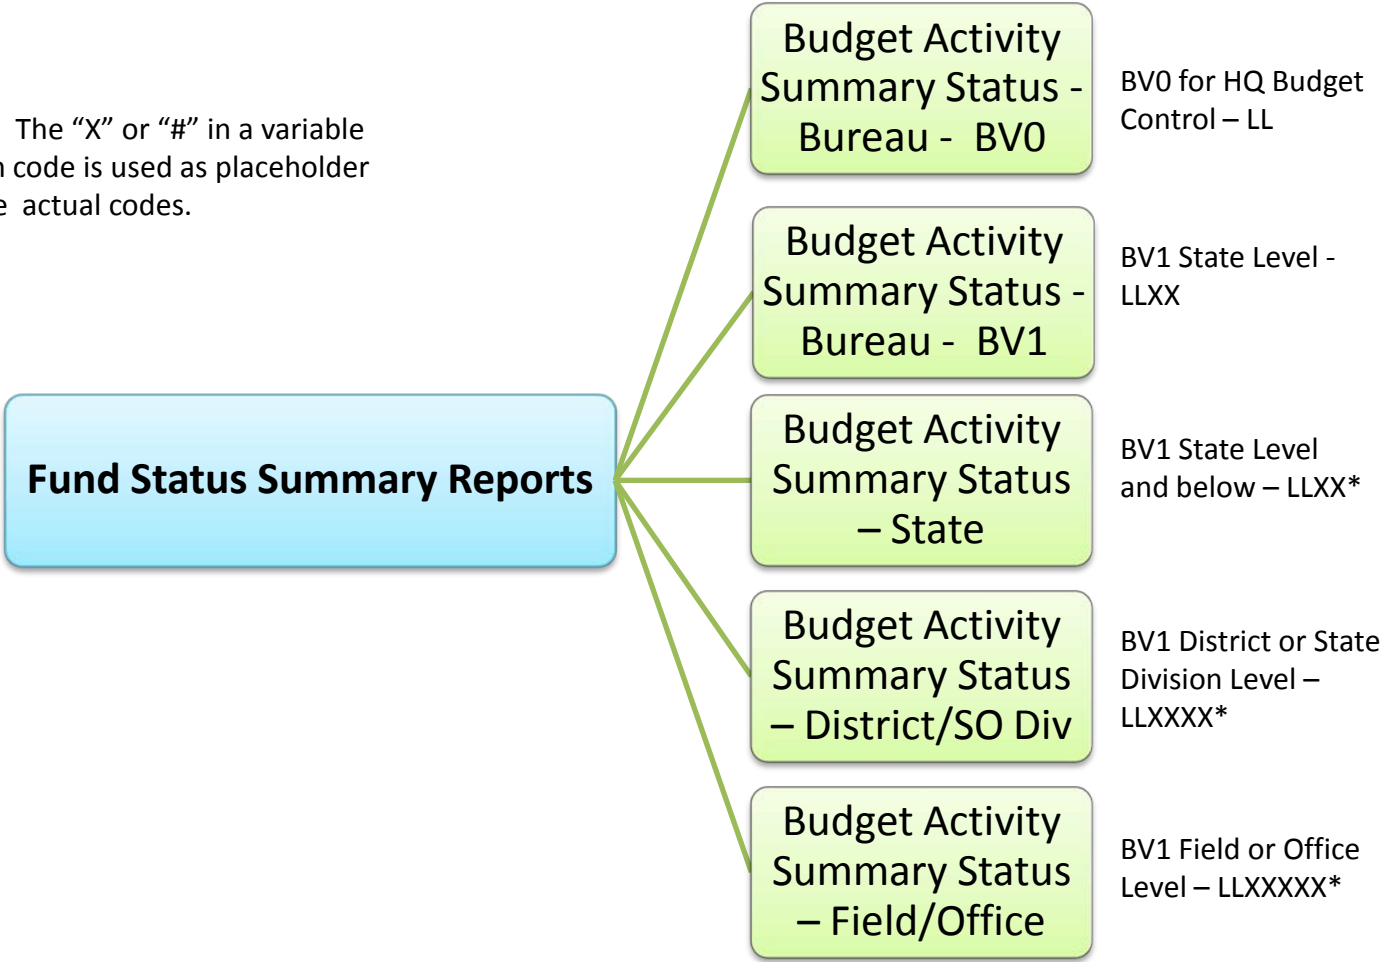 The “X” or “#” in a variable
code is used as placeholder
actual codes.
Fund Status Summary Reports
Budget Activity
Summary Status -
Bureau - BV0
BV0 for HQ Budget
Control – LL
Budget Activity
Summary Status -
Bureau - BV1
BV1 State Level -
LLXX
Budget Activity
Summary Status
– State
BV1 State Level
and below – LLXX*
Budget Activity
Summary Status
– District/SO Div
BV1 District or State
Division Level –
LLXXXX*
Budget Activity
Summary Status
– Field/Office
BV1 Field or Office
Level – LLXXXXX*